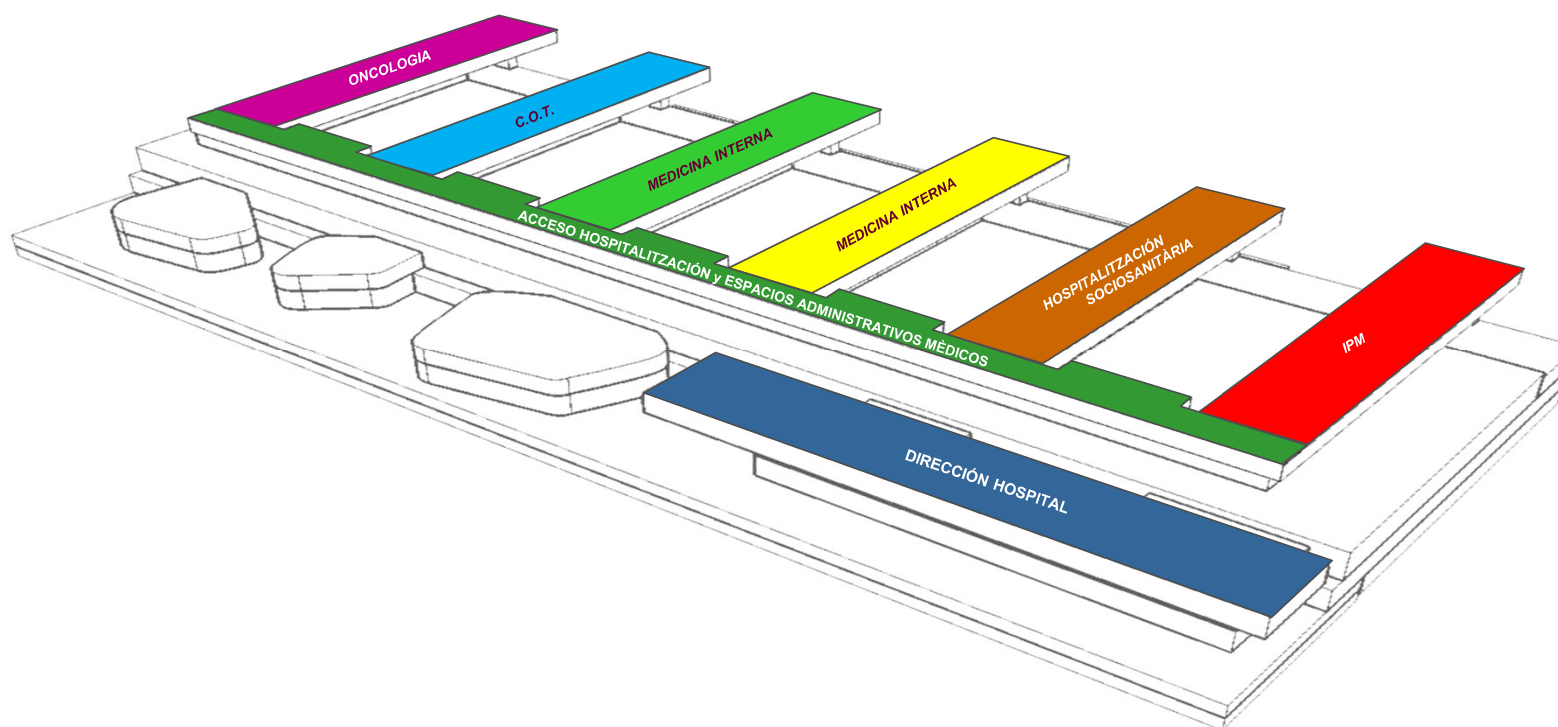 ONCOLOGIA
C.O.T.
MEDICINA INTERNA
MEDICINA INTERNA
HOSPITALITZACIÓN
SOCIOSANITÀRIA
IPM
ACCESO HOSPITALITZACIÓN y ESPACIOS ADMINISTRATIVOS MÈDICOS
DIRECCIÓN HOSPITAL